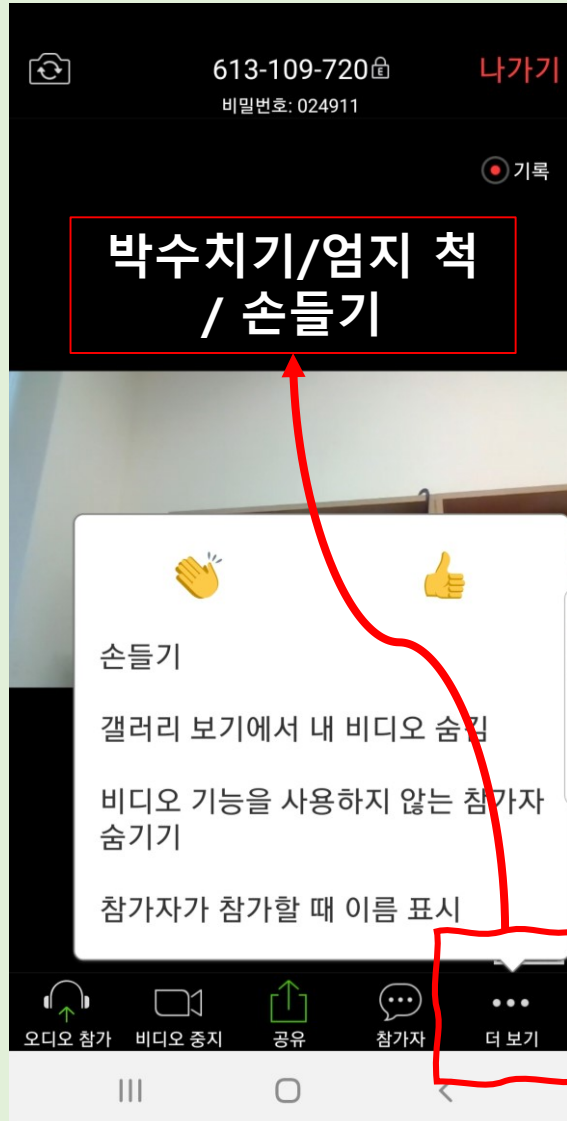 613-109-720
나가기
비밀번호: 024911
기록
박수치기/엄지 척
/ 손들기
손들기
갤러리 보기에서 내 비디오 숨김
비디오 기능을 사용하지 않는 참가자
숨기기
참가자가 참가할 때 이름 표시
오디오 참가
비디오 중지
공유
참가자
더 보기